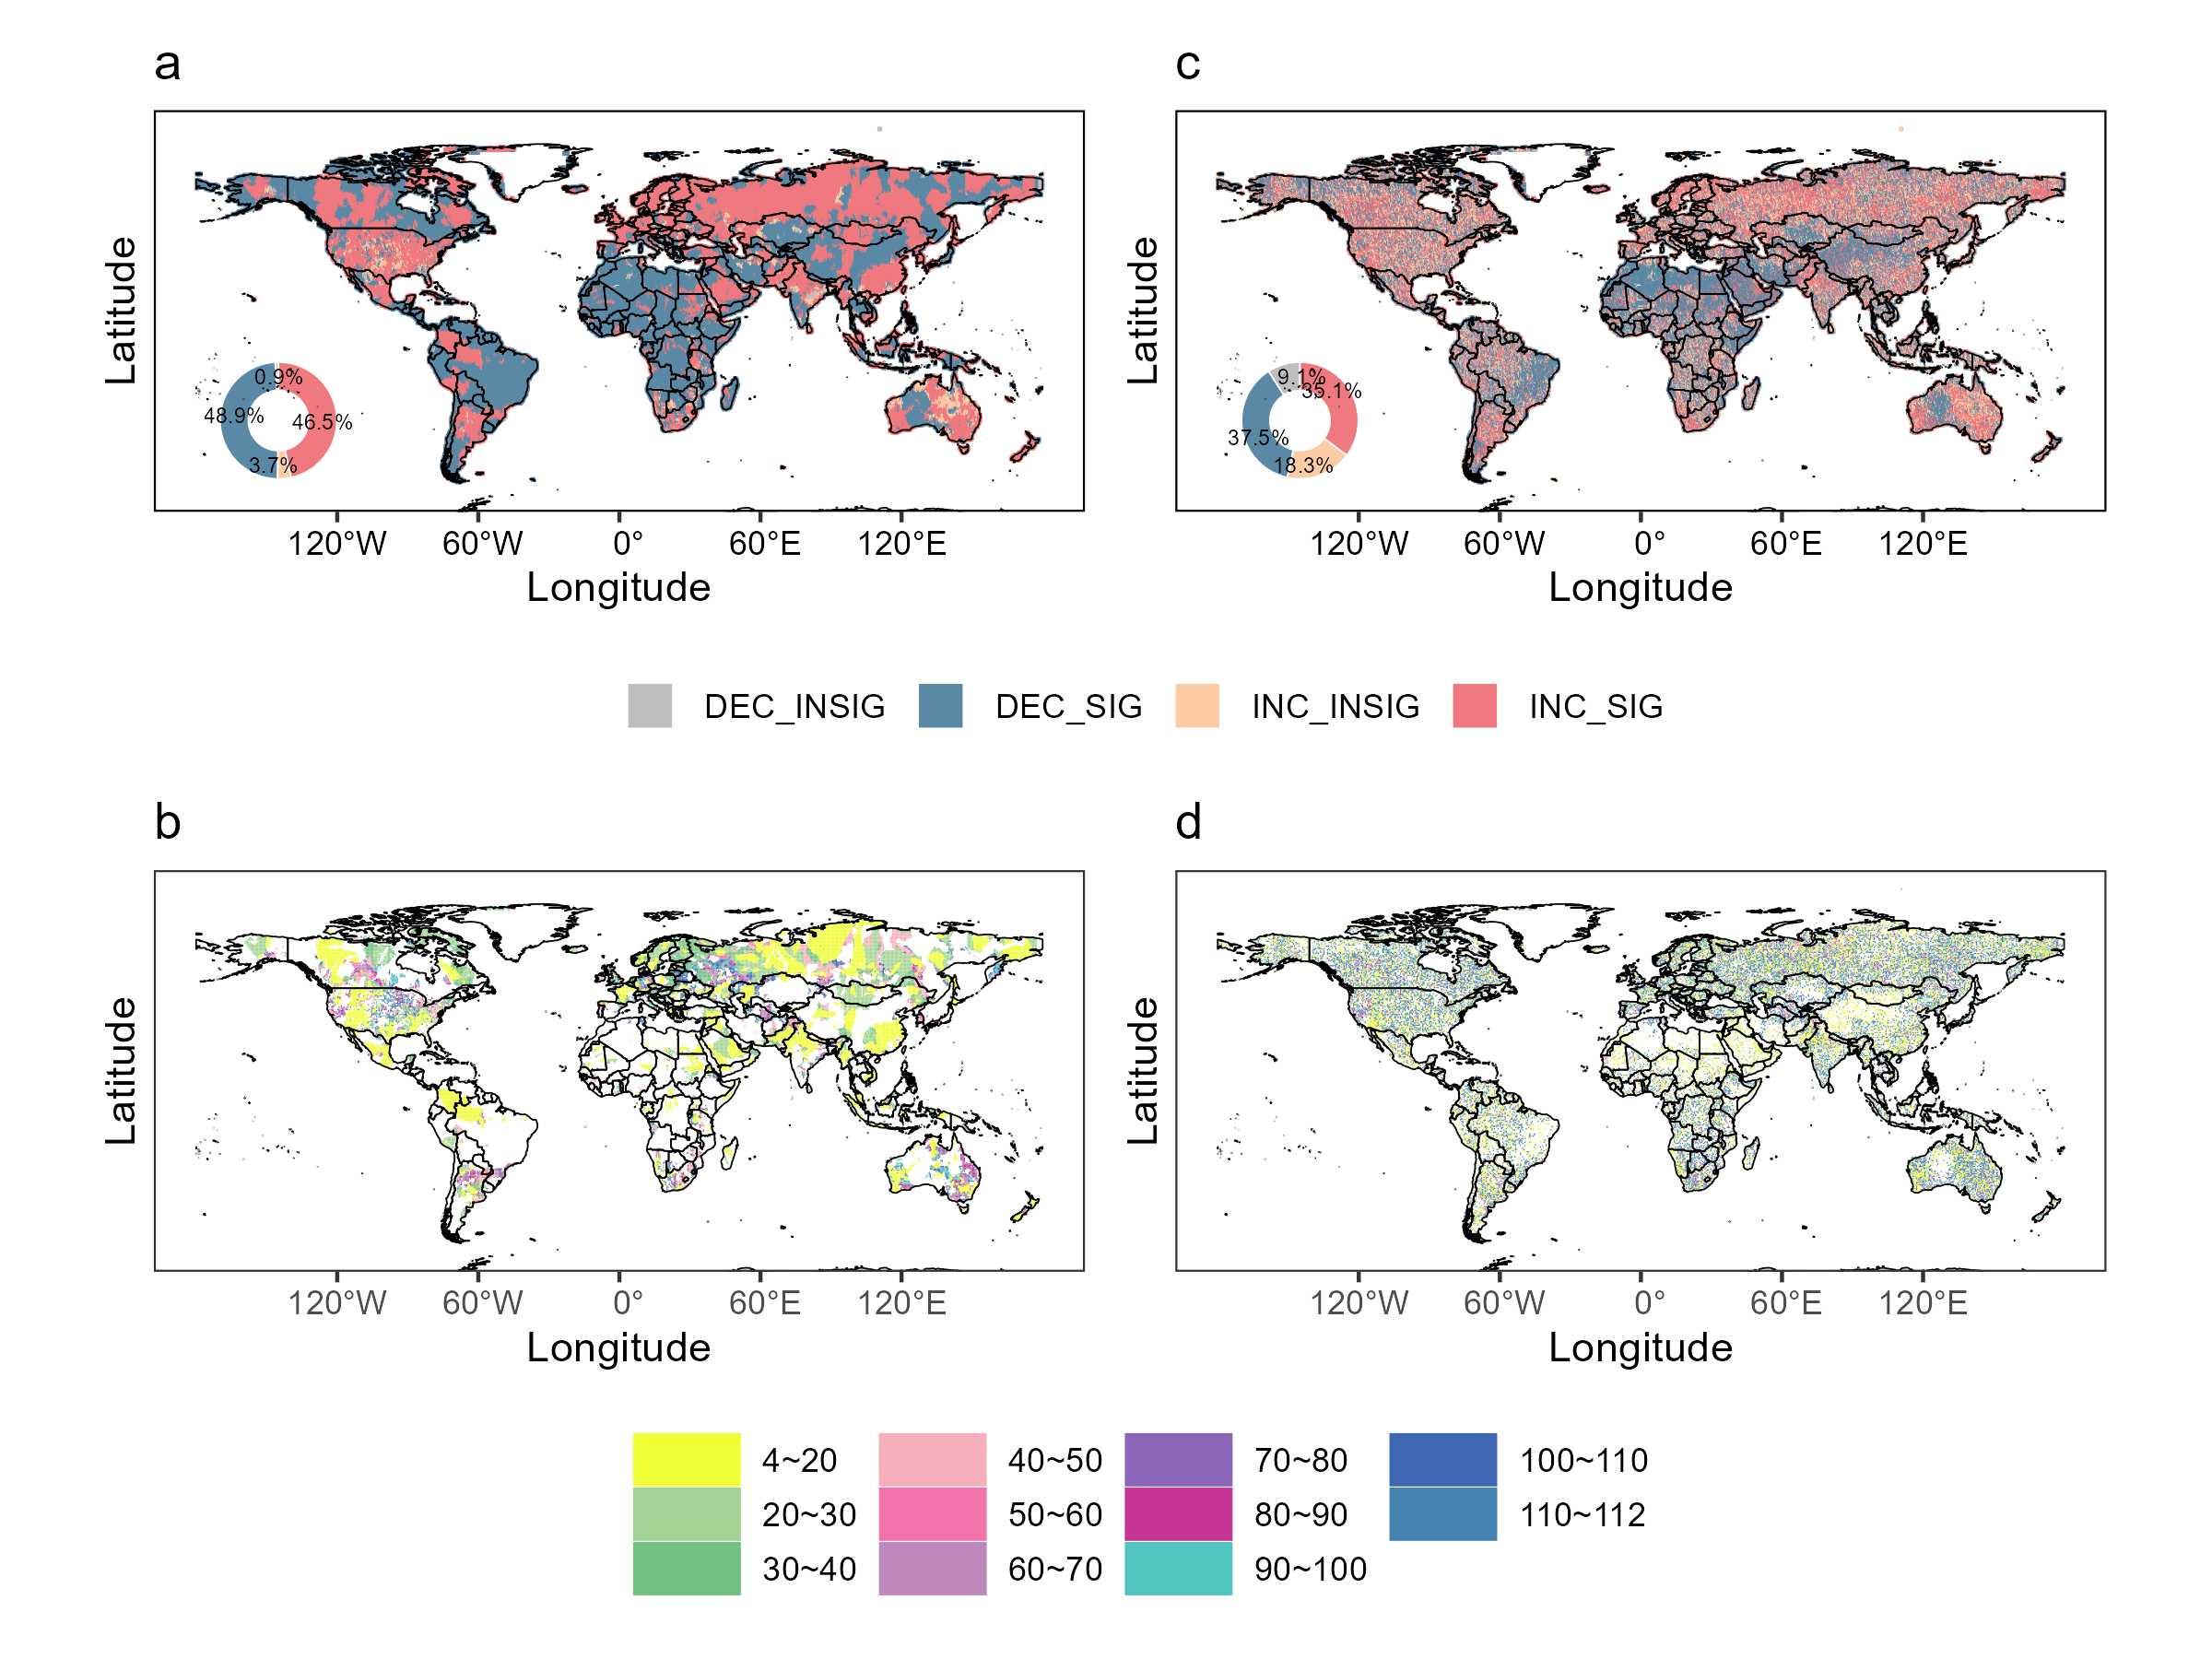 a
Latitude
0.9%
48.9%
46.5%
3.7%
120°W 60°W 0° 60°E 120°E
Longitude
c
Latitude
9.1%
35.1%
37.5%
18.3%
120°W 60°W 0° 60°E 120°E
Longitude
DEC_INSIG DEC_SIG INC_INSIG INC_SIG
b
Latitude
120°W 60°W 0° 60°E 120°E
Longitude
d
Latitude
120°W 60°W 0° 60°E 120°E
Longitude
4~20 40~50 70~80 100~110
20~30 50~60 80~90 110~112
30~40 60~70 90~100